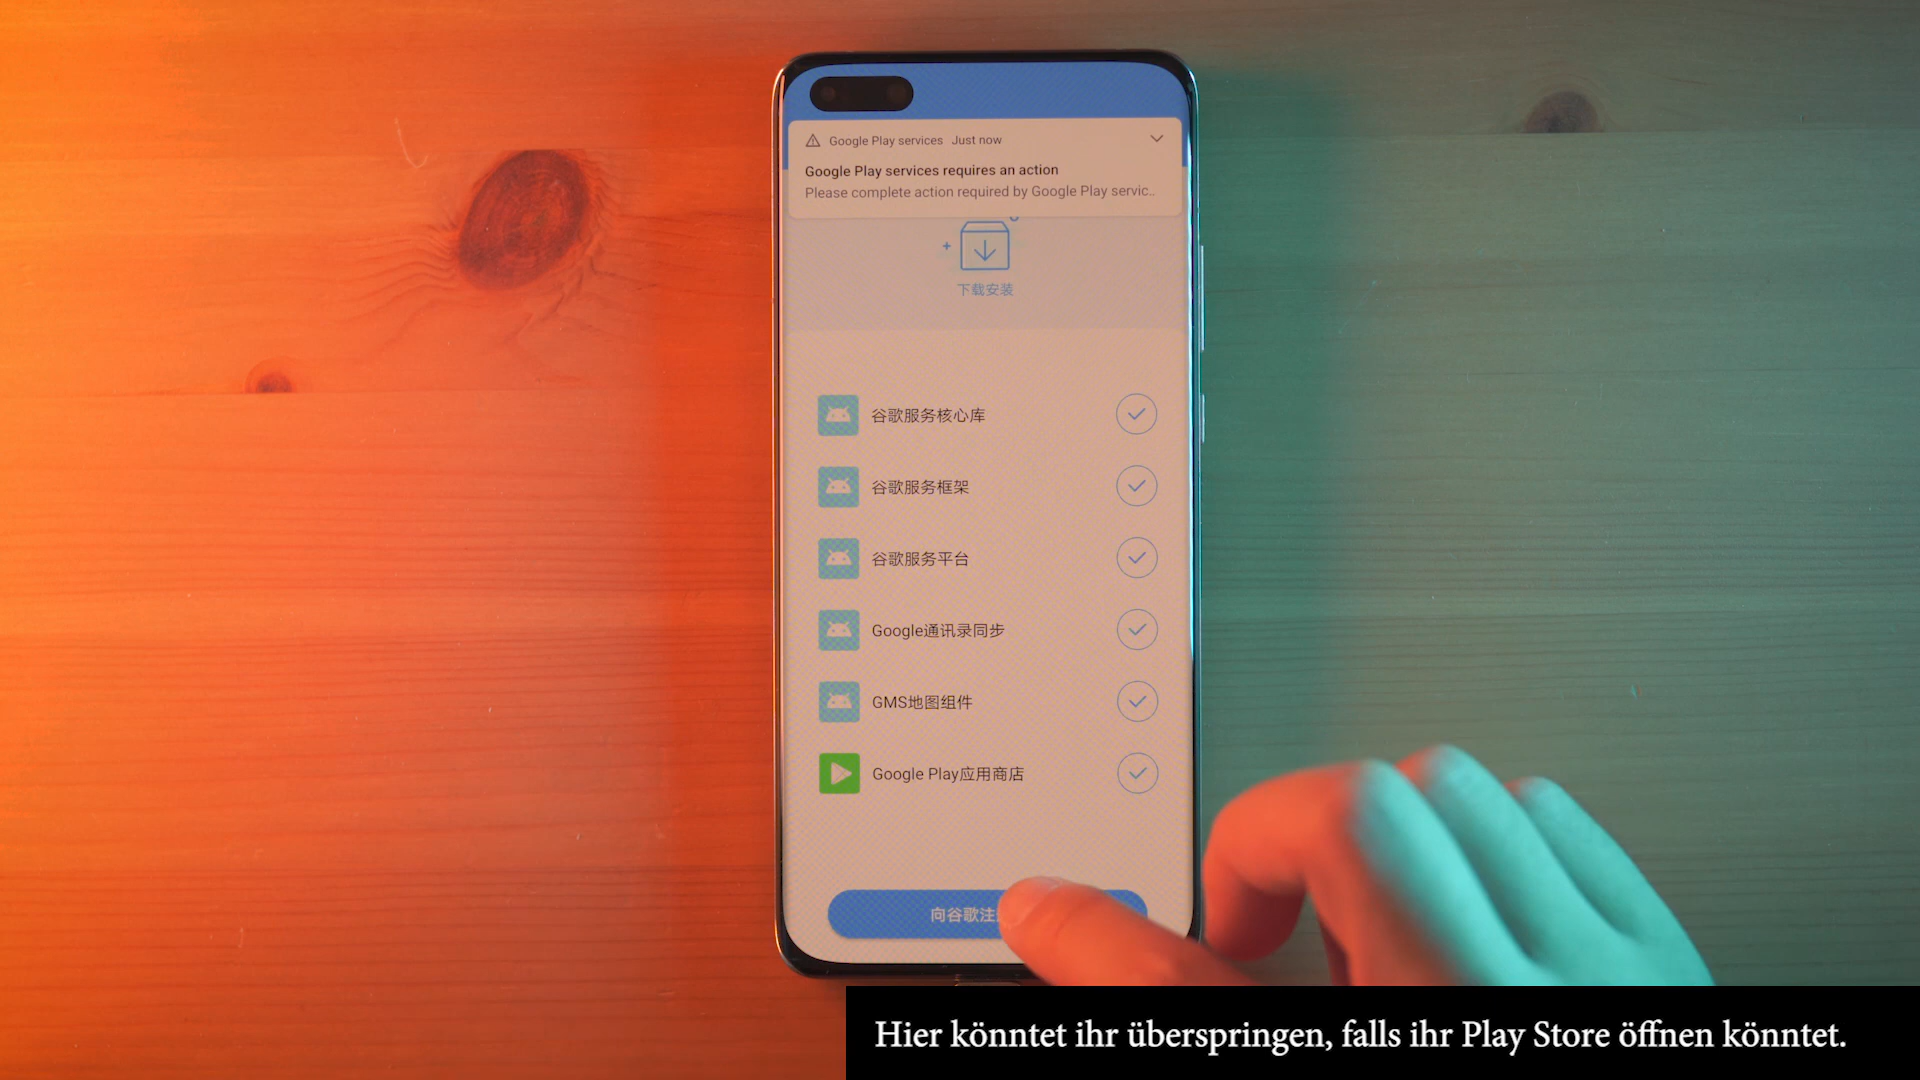 Google Play services Just now
Google Play services requires an action
Please complete action required by Google Play servic..
下载安装
谷歌服务核心库
谷歌服务框架
谷歌服务平台
Google通讯录同步
GMS地图组件
Google Play应用商店
向谷歌注
Hier könntet ihr überspringen, falls ihr Play Store öffnen könntet.